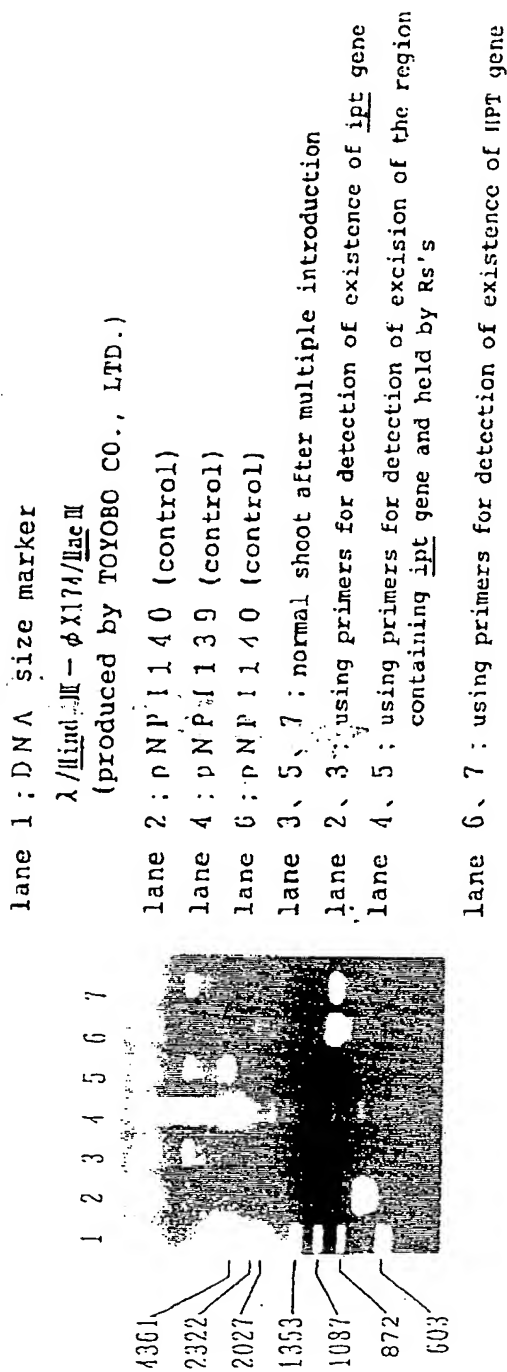 lane 1 ; DNA size marker
λ/HindⅢ-φX174/HaeⅢ
(produced by TOYOBO CO., LTD.)
lane 2 ; pNPI140 (control)
lane 4 ; pNPI139 (control)
lane 6 ; pNPI140 (control)
lane 3、5、7 ; normal shoot after multiple introduction
lane 2、3 ; using primers for detection of existence of ipt gene
lane 4、5 ; using primers for detection of excision of the region
containing ipt gene and held by Rs's
lane 6、7 ; using primers for detection of existence of HPT gene
1 2 3 4 5 6 7
4361
2322
2027
1353
1087
872
603